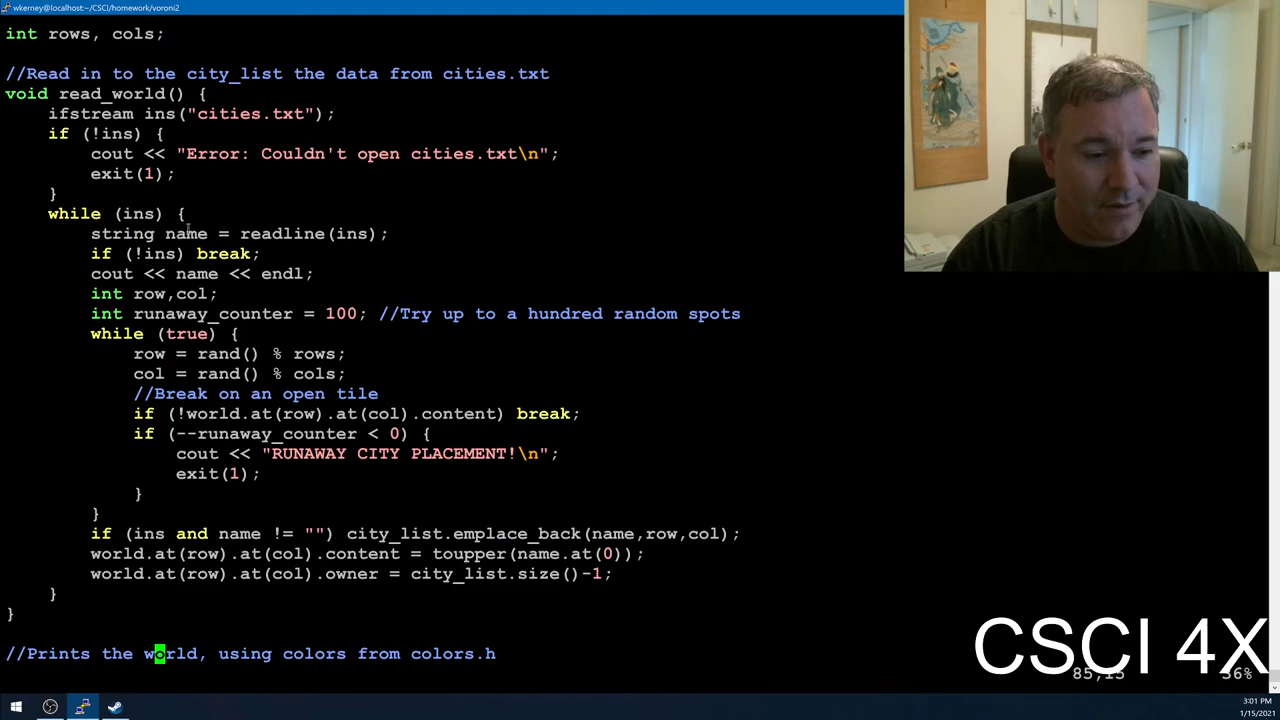 wkerney@localhost:~/CSCI/homework/voroni2
int rows, cols;
//Read in to the city_list the data from cities.txt
void read_world() {
ifstream ins("cities.txt");
if (!ins) {
cout << "Error: Couldn't open cities.txt\n";
exit(1);
}
while (ins) {
string name = readline(ins);
if (!ins) break;
cout << name << endl;
int row,col;
int runaway_counter = 100; //Try up to a hundred random spots
while (true) {
row = rand() % rows;
col = rand() % cols;
//Break on an open tile
if (!world.at(row).at(col).content) break;
if (--runaway_counter < 0) {
cout << "RUNAWAY CITY PLACEMENT!\n";
exit(1);
}
}
if (ins and name != "") city_list.emplace_back(name,row,col);
world.at(row).at(col).content = toupper(name.at(0));
world.at(row).at(col).owner = city_list.size()-1;
}
}
//Prints the world, using colors from colors.h
CSCI 4X
85,15 36%
3:01 PM
1/15/2021